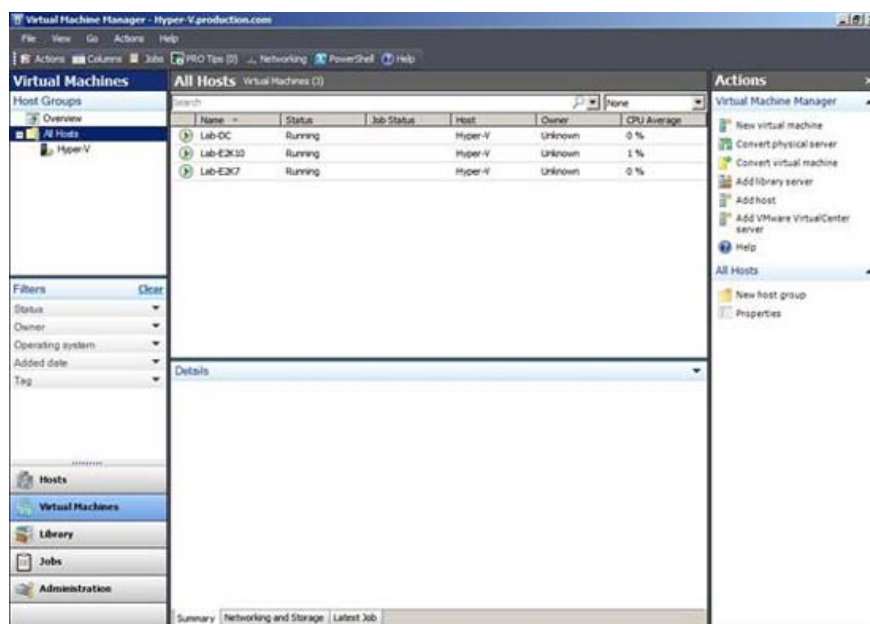 Virtual Machine Manager - Hyper-V.production.com
File View Go Actions Help
Actions Columns Jobs PRO Tips (0) Networking PowerShell Help
Virtual Machines
Host Groups
Overview
All Hosts
Hyper-V
Filters Clear
Status
Owner
Operating system
Added date
Tag
Hosts
Virtual Machines
Library
Jobs
Administration
All Hosts Virtual Machines (3)
Search None
Name Status Job Status Host Owner CPU Average
Lab-DC Running Hyper-V Unknown 0 %
Lab-E2K10 Running Hyper-V Unknown 1 %
Lab-E2K7 Running Hyper-V Unknown 0 %
Details
Summary Networking and Storage Latest Job
Actions
Virtual Machine Manager
New virtual machine
Convert physical server
Convert virtual machine
Add library server
Add host
Add VMware VirtualCenter
server
Help
All Hosts
New host group
Properties